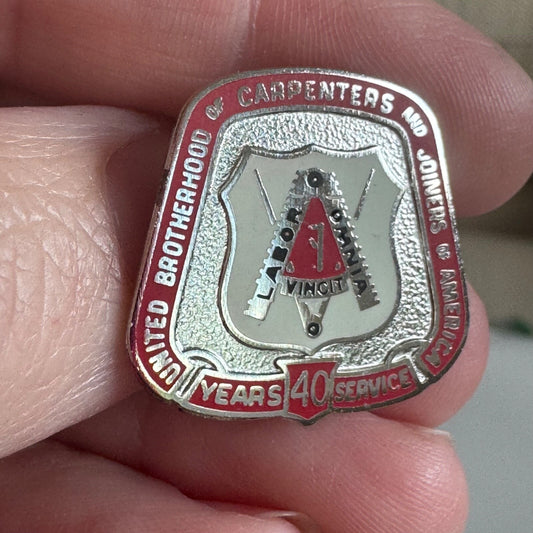 UNITED BROTHERHOOD OF CARPENTERS AND JOINERS OF AMERICA
LABOR
OMNIA
VINCIT
YEARS 40 SERVICE